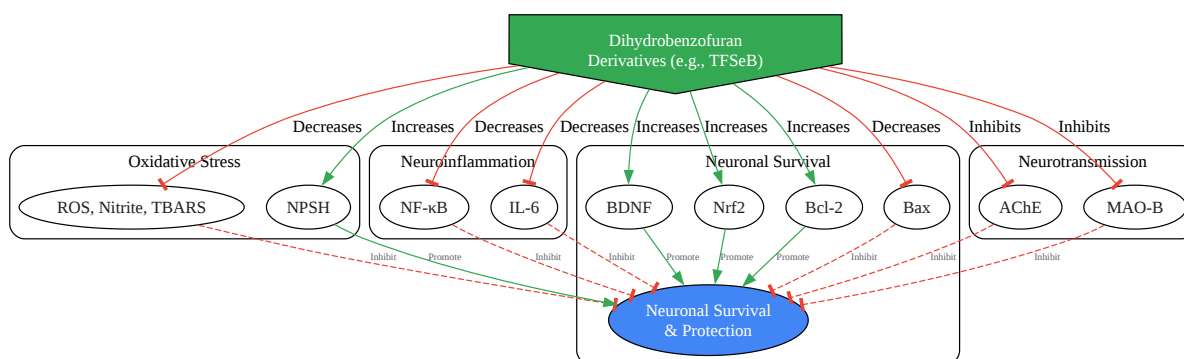 Dihydrobenzofuran
Derivatives (e.g., TFSeB)
Decreases
Increases
Decreases
Decreases
Increases
Increases
Increases
Decreases
Inhibits
Inhibits
Oxidative Stress
Neuroinflammation
Neuronal Survival
Neurotransmission
ROS, Nitrite, TBARS
NPSH
NF-κB
IL-6
BDNF
Nrf2
Bcl-2
Bax
AChE
MAO-B
Inhibit
Promote
Inhibit
Inhibit
Promote
Promote
Promote
Inhibit
Inhibit
Inhibit
Neuronal Survival
& Protection